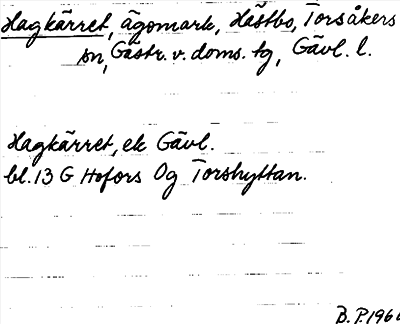 Hagkärret, ägomark, Hästbo, Torsåkers
sn, Gästr. v. doms. tg, Gävl. l.
Hagkärret, ek Gävl.
bl. 13 G Hofors Og Torshyttan.
B. P. 196